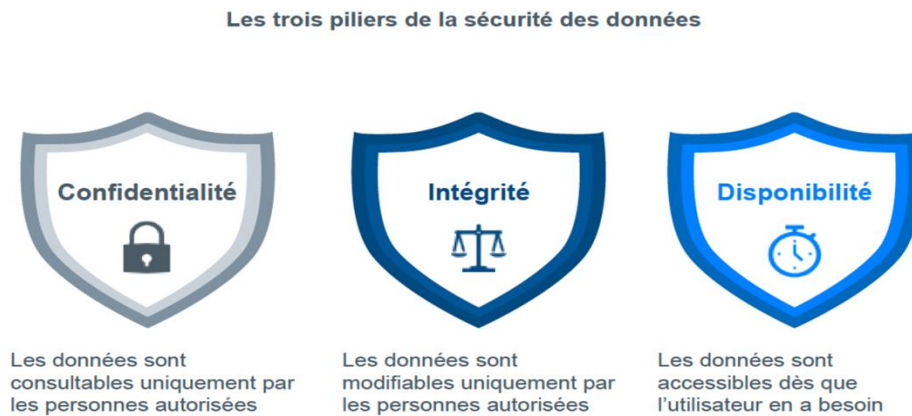 Les trois piliers de la sécurité des données
Confidentialité
Intégrité
Disponibilité
Les données sont
consultables uniquement par
les personnes autorisées
Les données sont
modifiables uniquement par
les personnes autorisées
Les données sont
accessibles dès que
l'utilisateur en a besoin